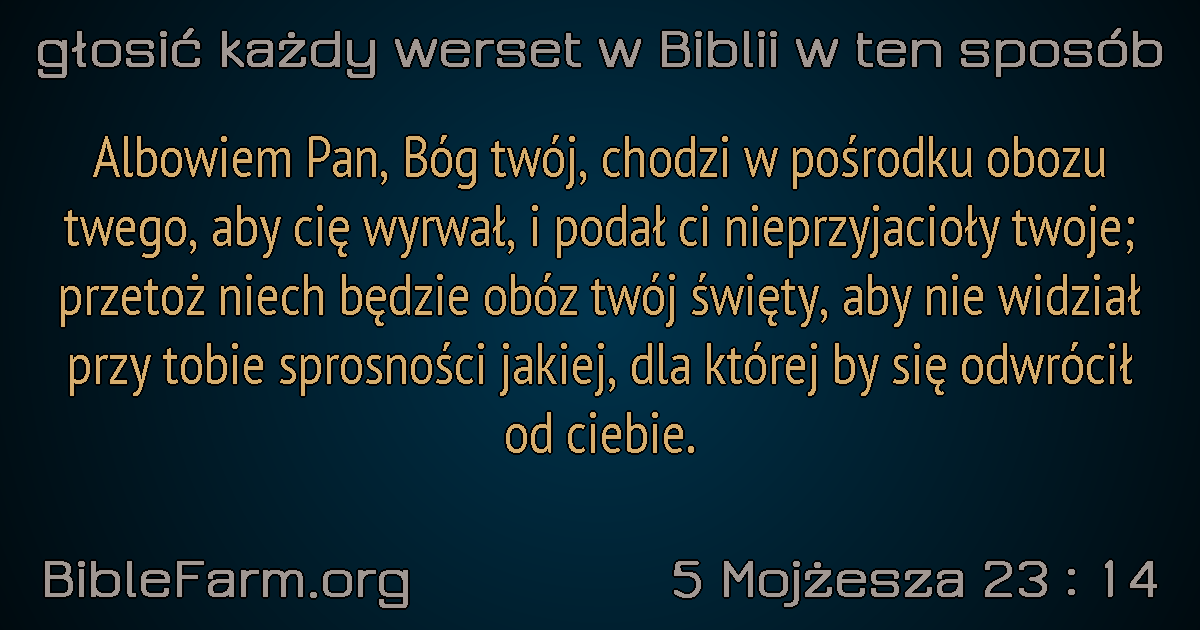 głosić każdy werset w Biblii w ten sposób
Albowiem Pan, Bóg twój, chodzi w pośrodku obozu
twego, aby cię wyrwał, i podał ci nieprzyjacioły twoje;
przetoż niech będzie obóz twój święty, aby nie widział
przy tobie sprosności jakiej, dla której by się odwrócił
od ciebie.
BibleFarm.org
5 Mojżesza 23 : 14